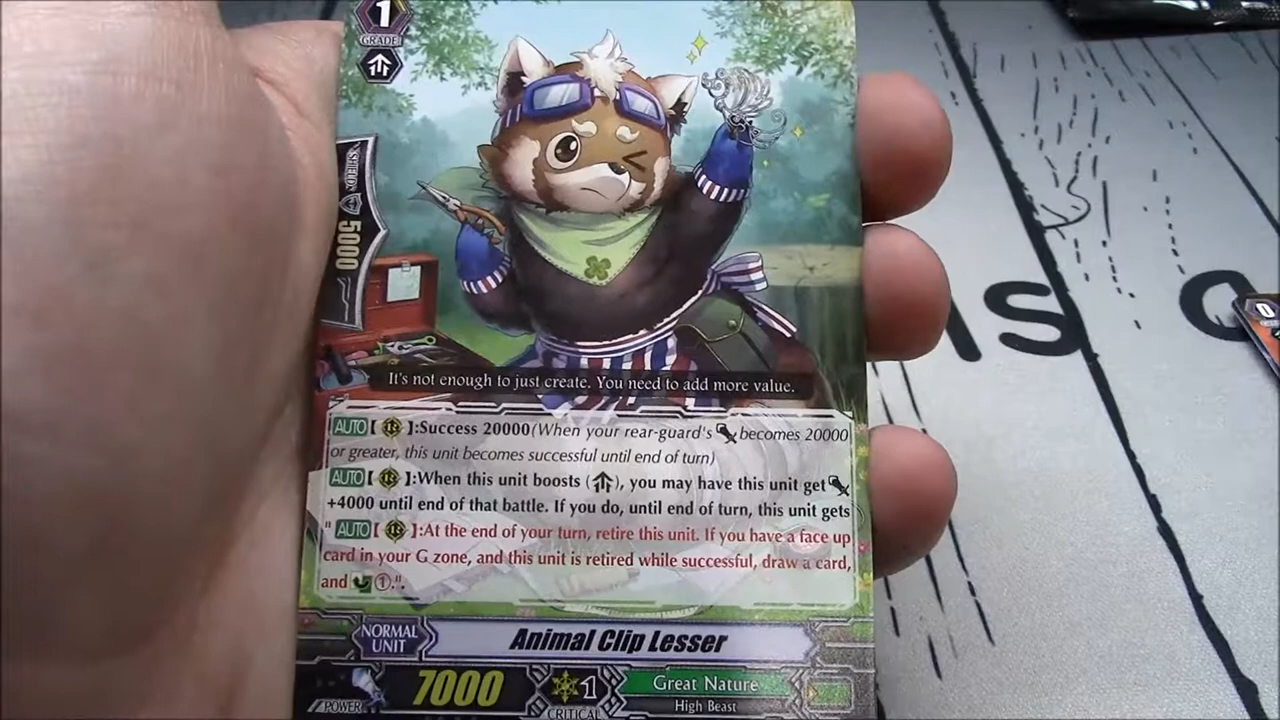 1
GRADE
SHIELD
5000
It's not enough to just create. You need to add more value.
AUTO【 】:Success 20000(When your rear-guard's becomes 20000
or greater, this unit becomes successful until end of turn)
AUTO【 】:When this unit boosts ( ), you may have this unit get
+4000 until end of that battle. If you do, until end of turn, this unit gets
" AUTO【 】:At the end of your turn, retire this unit. If you have a face up
card in your G zone, and this unit is retired while successful, draw a card,
and ①.".
NORMAL
UNIT
Animal Clip Lesser
POWER
7000
1
CRITICAL
Great Nature
High Beast
0